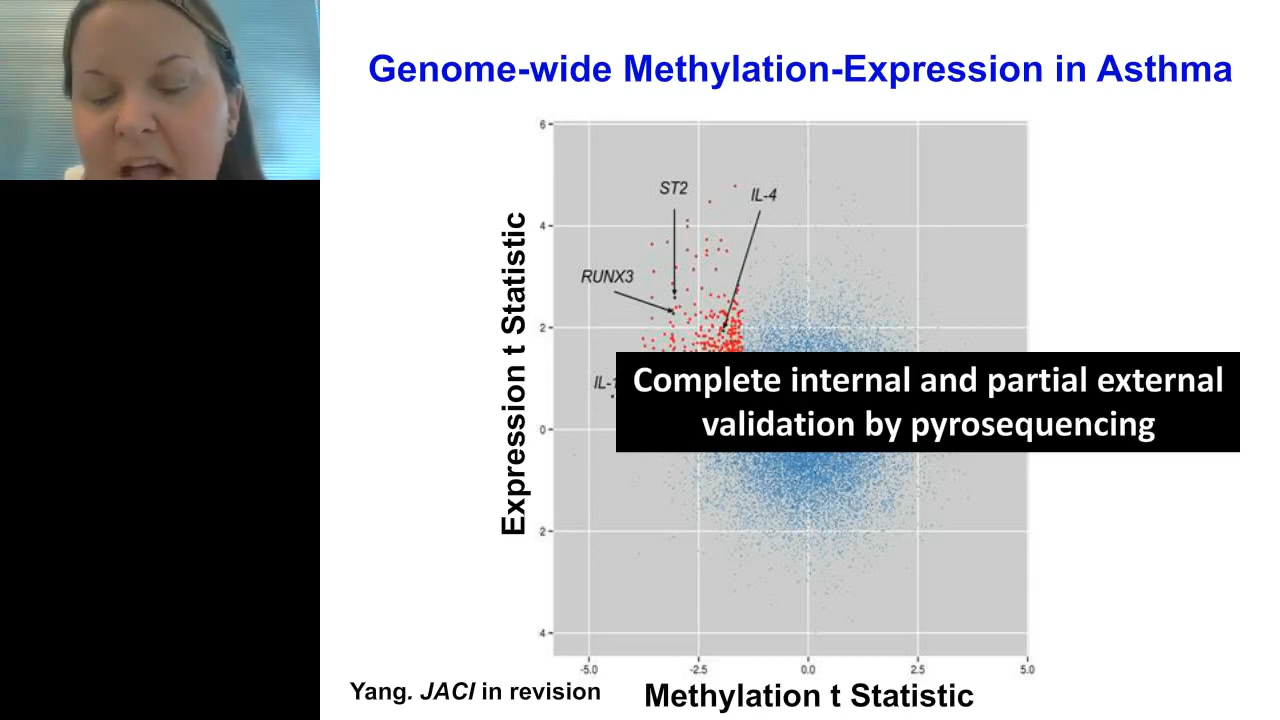 Genome-wide Methylation-Expression in Asthma
6
ST2
IL-4
4
RUNX3
2
Complete internal and partial external
validation by pyrosequencing
0
2
4
Expression t Statistic
-5.0 -2.5 0.0 2.5 5.0
Yang. JACI in revision
Methylation t Statistic